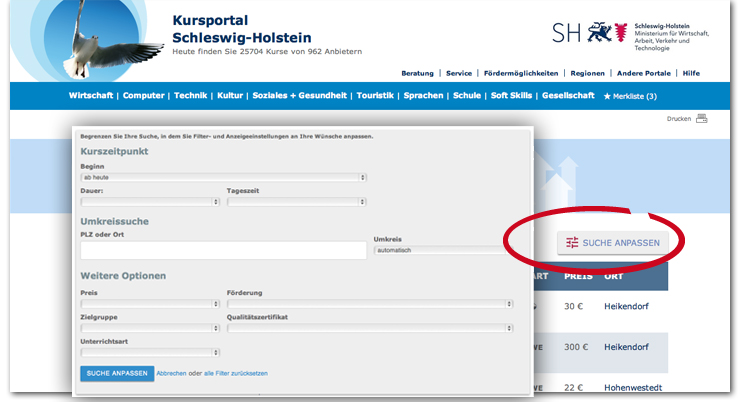 Kursportal
Schleswig-Holstein
Heute finden Sie 25704 Kurse von 962 Anbietern
SH
Schleswig-Holstein
Ministerium für Wirtschaft,
Arbeit, Verkehr und
Technologie
Beratung | Service | Fördermöglichkeiten | Regionen | Andere Portale | Hilfe
Wirtschaft | Computer | Technik | Kultur | Soziales + Gesundheit | Touristik | Sprachen | Schule | Soft Skills | Gesellschaft ★ Merkliste (3)
Drucken
Begrenzen Sie Ihre Suche, in dem Sie Filter- und Anzeigeeinstellungen an Ihre Wünsche anpassen.
Kurszeitpunkt
Beginn
ab heute
Dauer: Tageszeit
Umkreissuche
PLZ oder Ort Umkreis
automatisch
Weitere Optionen
Preis Förderung
Zielgruppe Qualitätszertifikat
Unterrichtsart
SUCHE ANPASSEN Abbrechen oder alle Filter zurücksetzen
SUCHE ANPASSEN
ART PREIS ORT
30 € Heikendorf
WE 300 € Heikendorf
WE 22 € Hohenwestedt